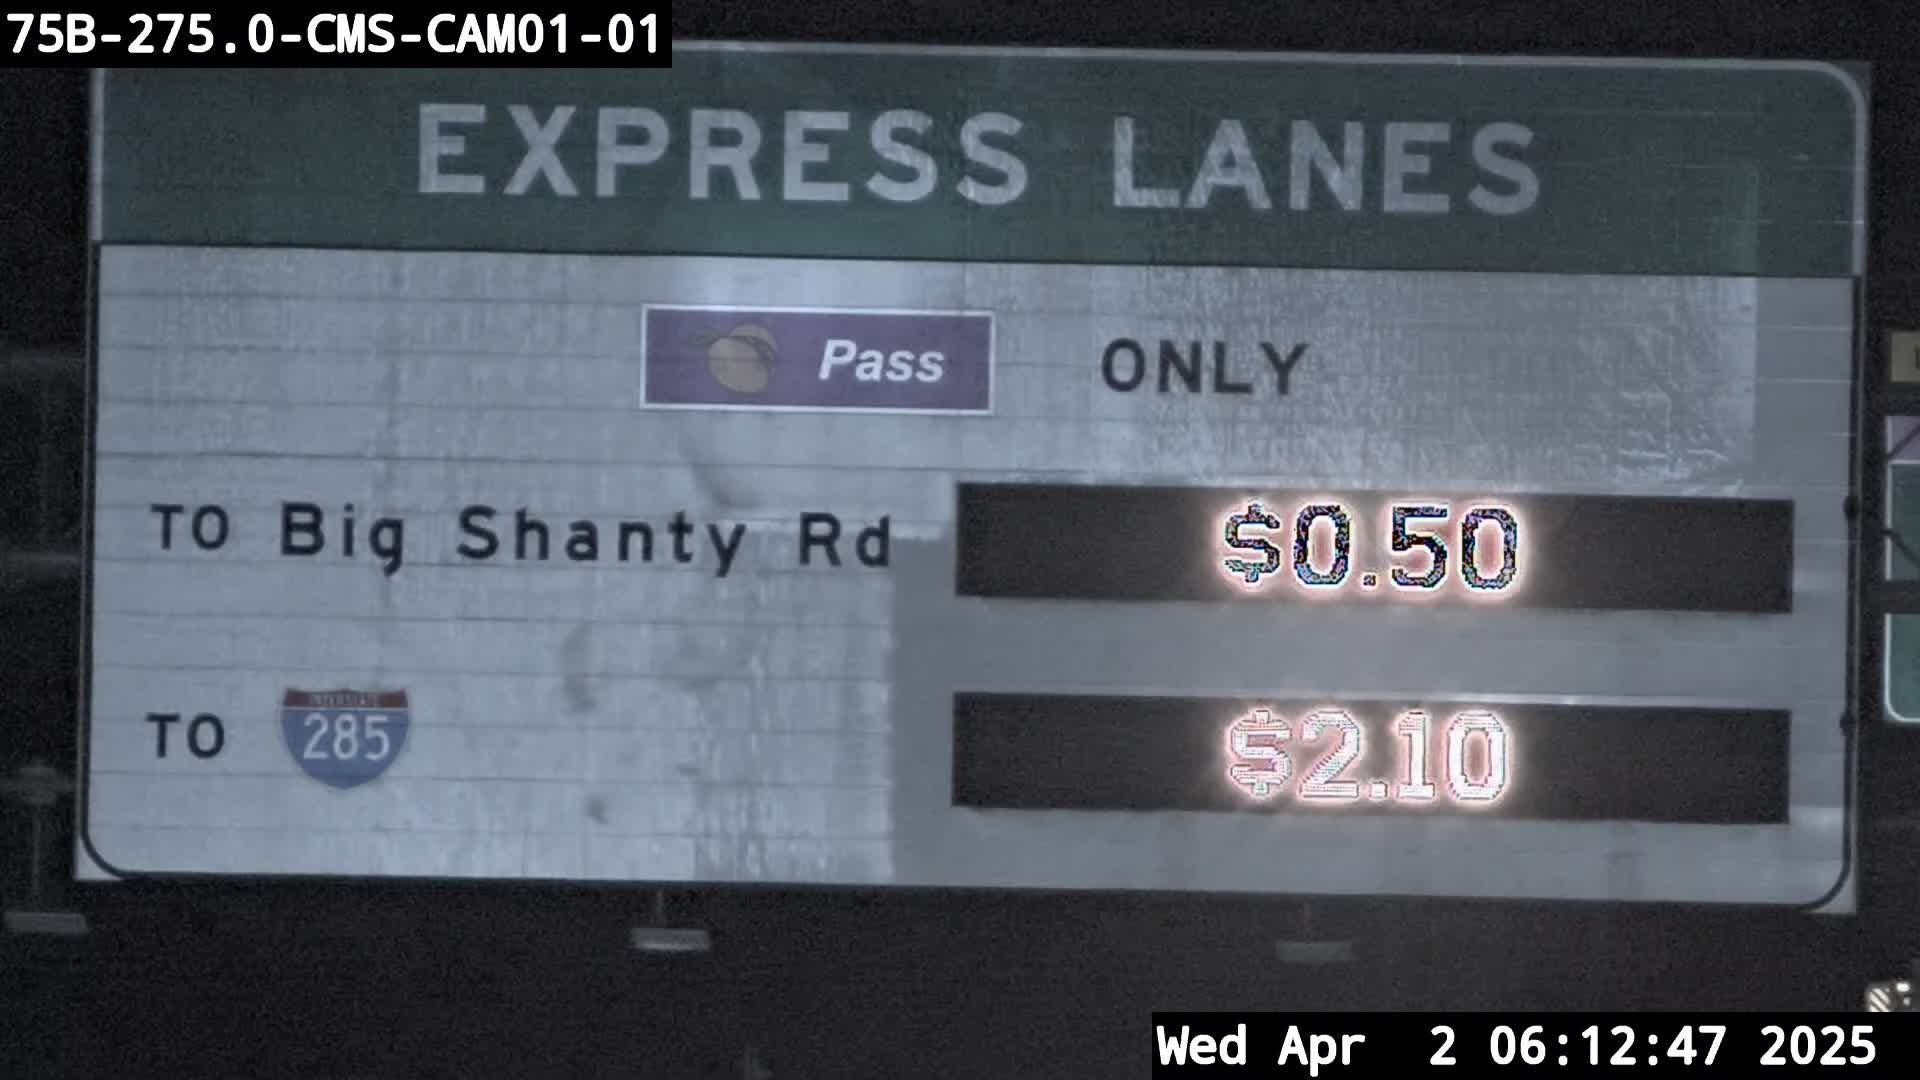 75B-275.0-CMS-CAM01-01
EXPRESS LANES
Pass ONLY
TO Big Shanty Rd $0.50
INTERSTATE
TO 285 $2.10
Wed Apr 2 06:12:47 2025